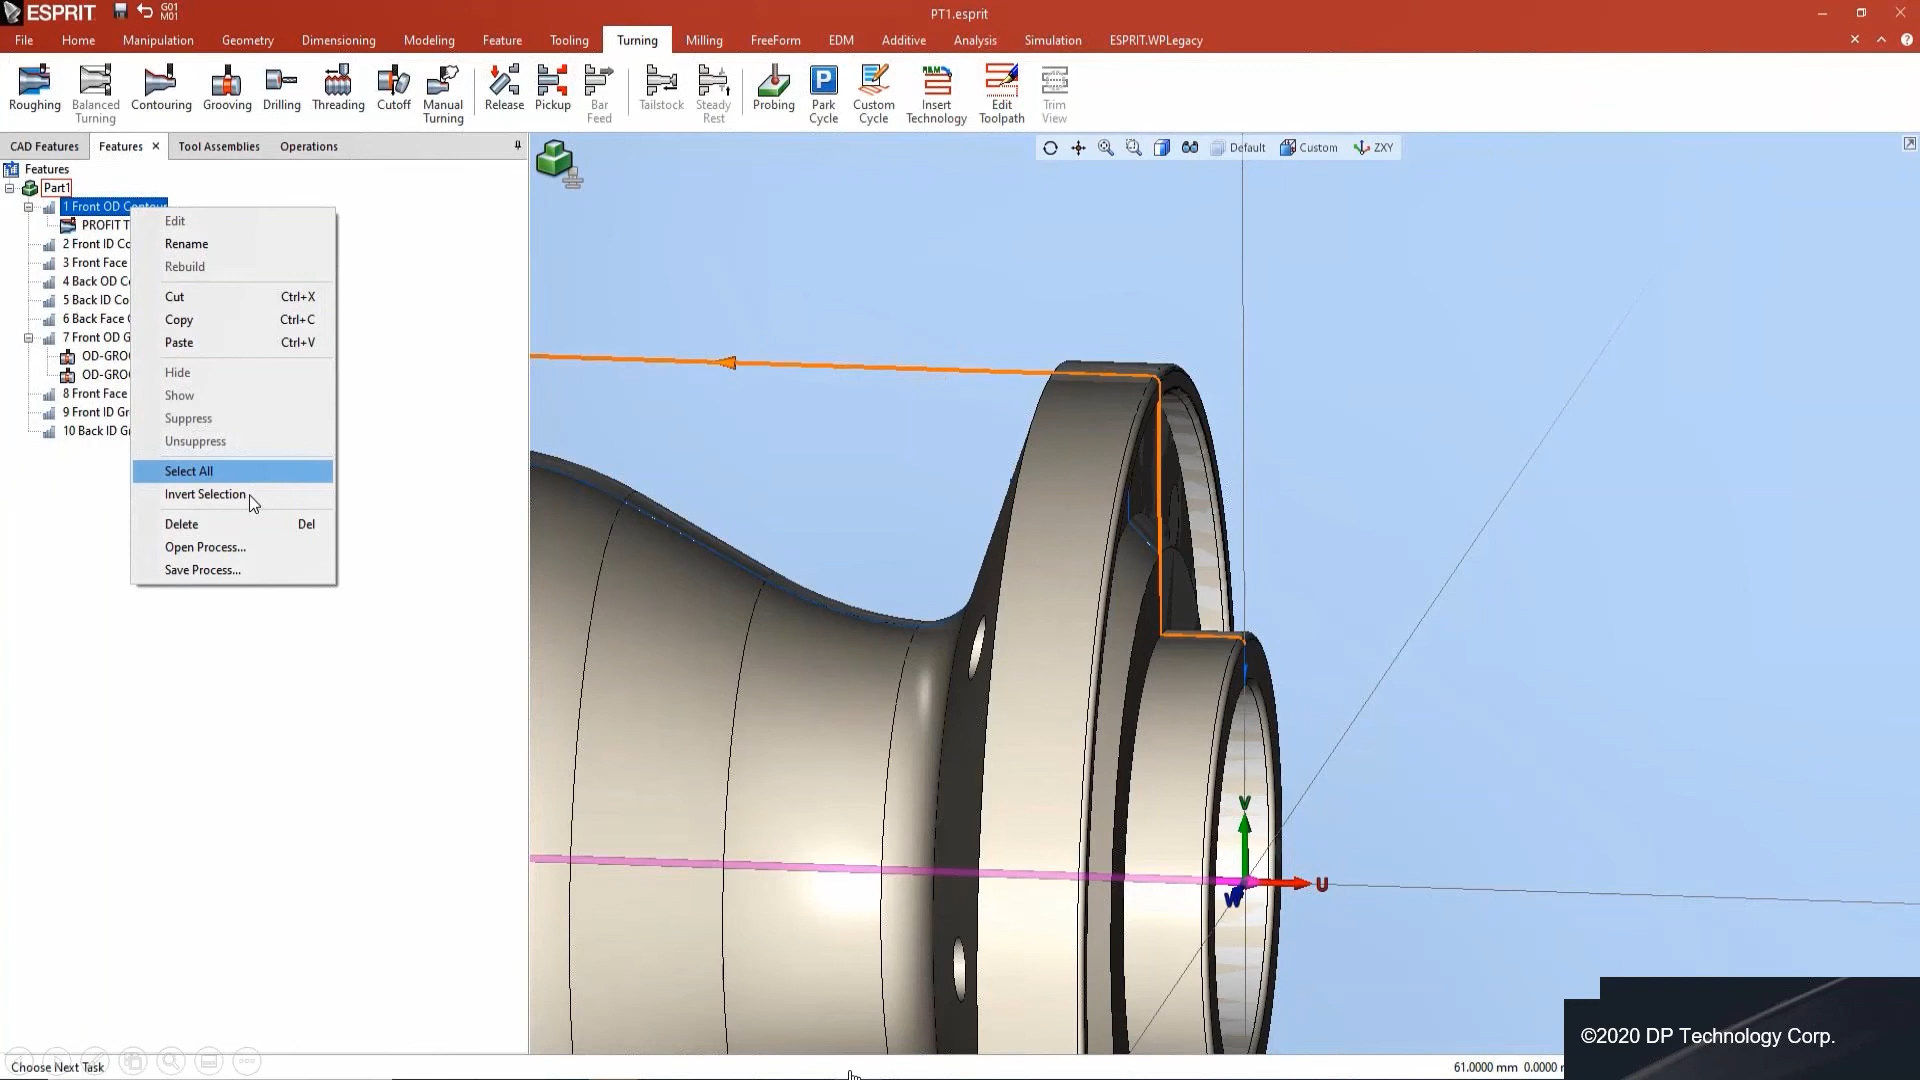 ESPRIT
G01
M01
PT1.esprit
File Home Manipulation Geometry Dimensioning Modeling Feature Tooling Turning Milling FreeForm EDM Additive Analysis Simulation ESPRIT.WPLegacy
Roughing
Balanced
Turning
Contouring
Grooving
Drilling
Threading
Cutoff
Manual
Turning
Release
Pickup
Bar
Feed
Tailstock
Steady
Rest
Probing
Park
Cycle
Custom
Cycle
Insert
Technology
Edit
Toolpath
Trim
View
CAD Features Features Tool Assemblies Operations
Default Custom ZXY
Features
Part1
1 Front OD Contour
PROFIT T
2 Front ID Co
3 Front Face
4 Back OD Co
5 Back ID Co
6 Back Face
7 Front OD G
OD-GRO
OD-GRO
8 Front Face
9 Front ID Gr
10 Back ID Gr
Edit
Rename
Rebuild
Cut Ctrl+X
Copy Ctrl+C
Paste Ctrl+V
Hide
Show
Suppress
Unsuppress
Select All
Invert Selection
Delete Del
Open Process...
Save Process...
V
U
W
©2020 DP Technology Corp.
Choose Next Task
61.0000 mm 0.0000